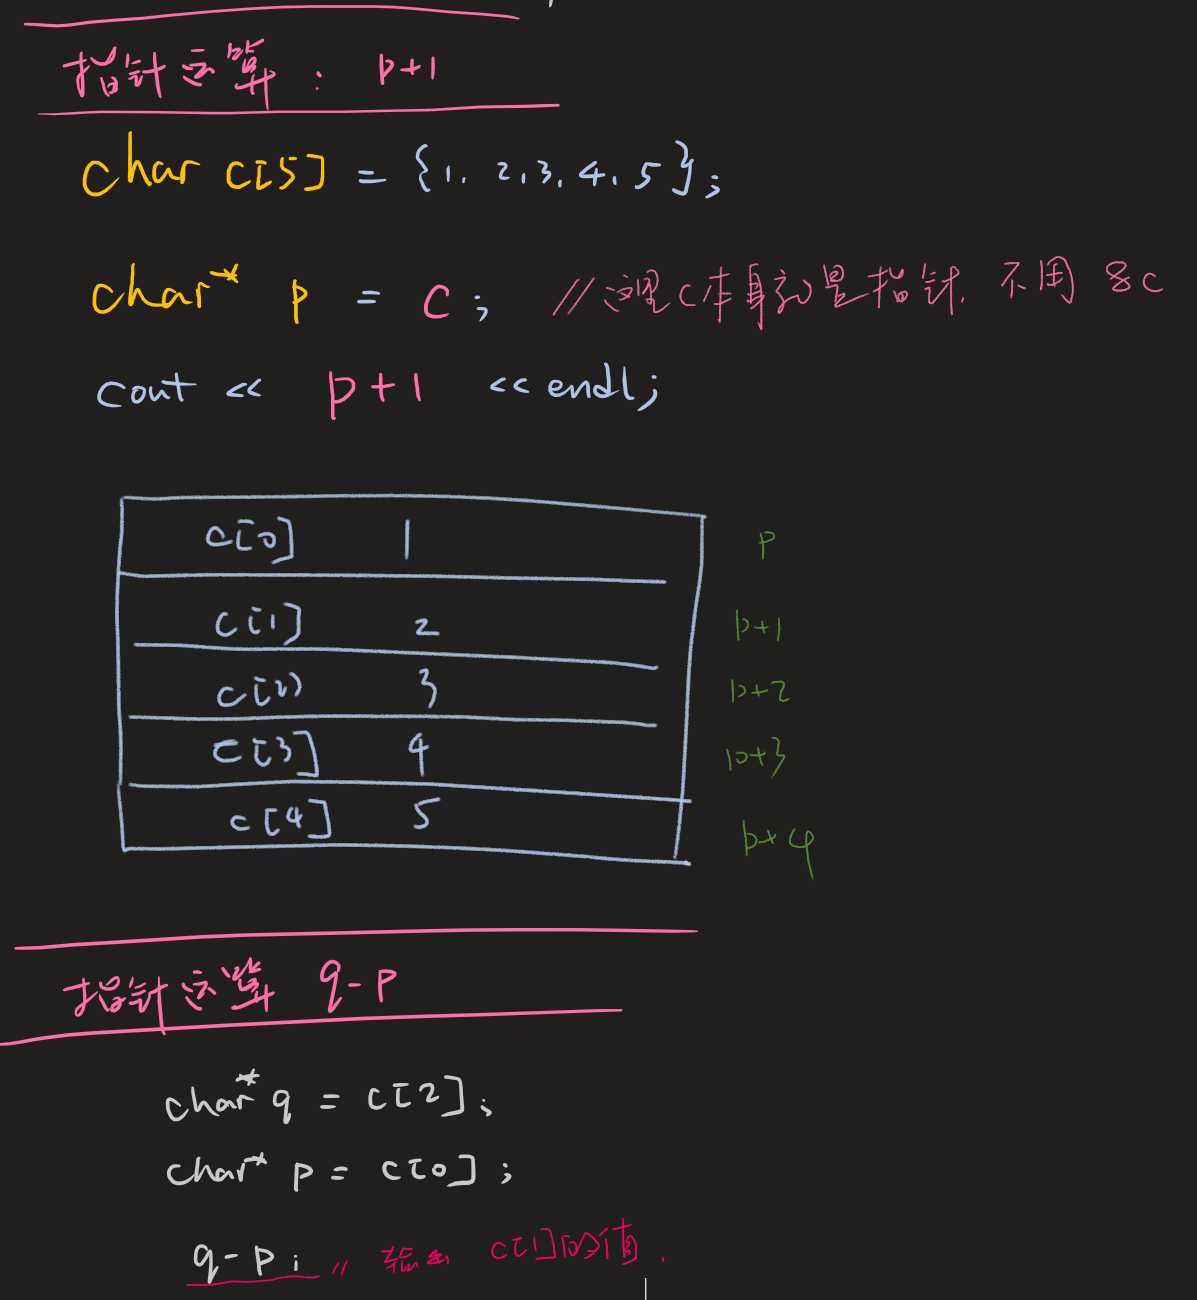 指针运算： p+1
char c[5] = {1, 2, 3, 4, 5};
char* p = c; //这里c本身就是指针, 不用 &c
cout << p+1 << endl;
c[0] 1 p
c[1] 2 p+1
c[2] 3 p+2
c[3] 4 p+3
c[4] 5 p+4
指针运算 q-p
char* q = c[2];
char* p = c[0];
q-p; // 输出 c[1]的值.